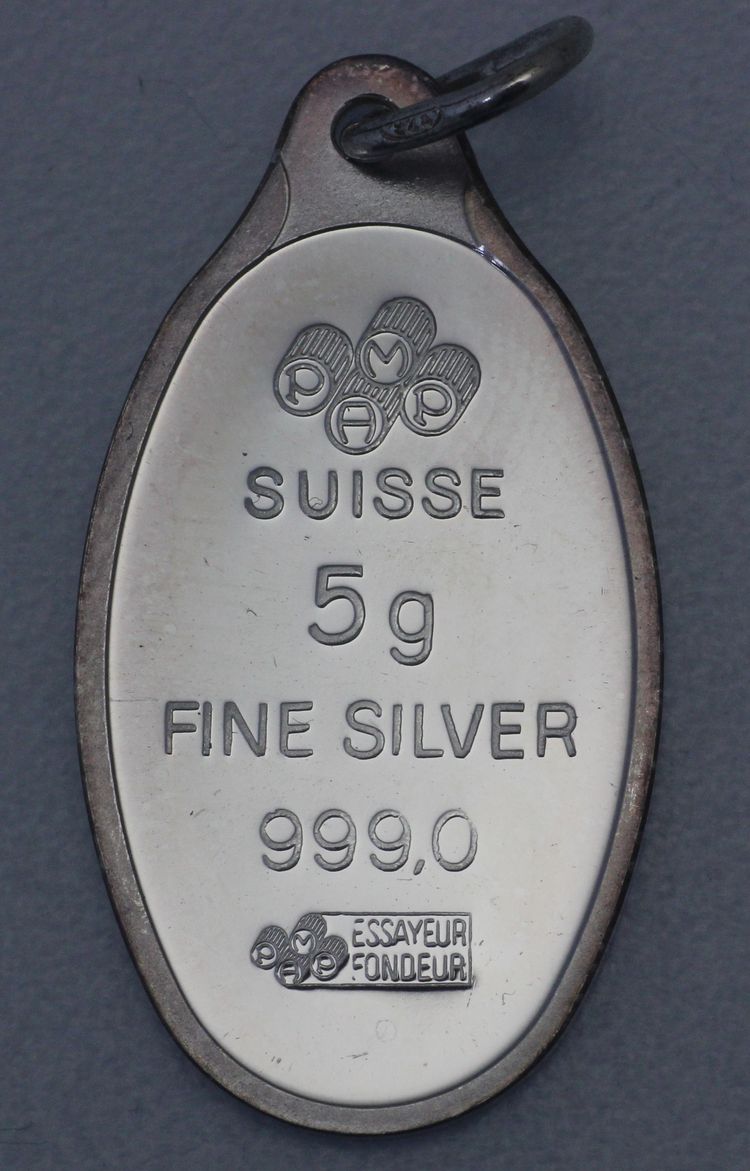 PAMP
SUISSE
5g
FINE SILVER
999,0
PAMP ESSAYEUR
FONDEUR